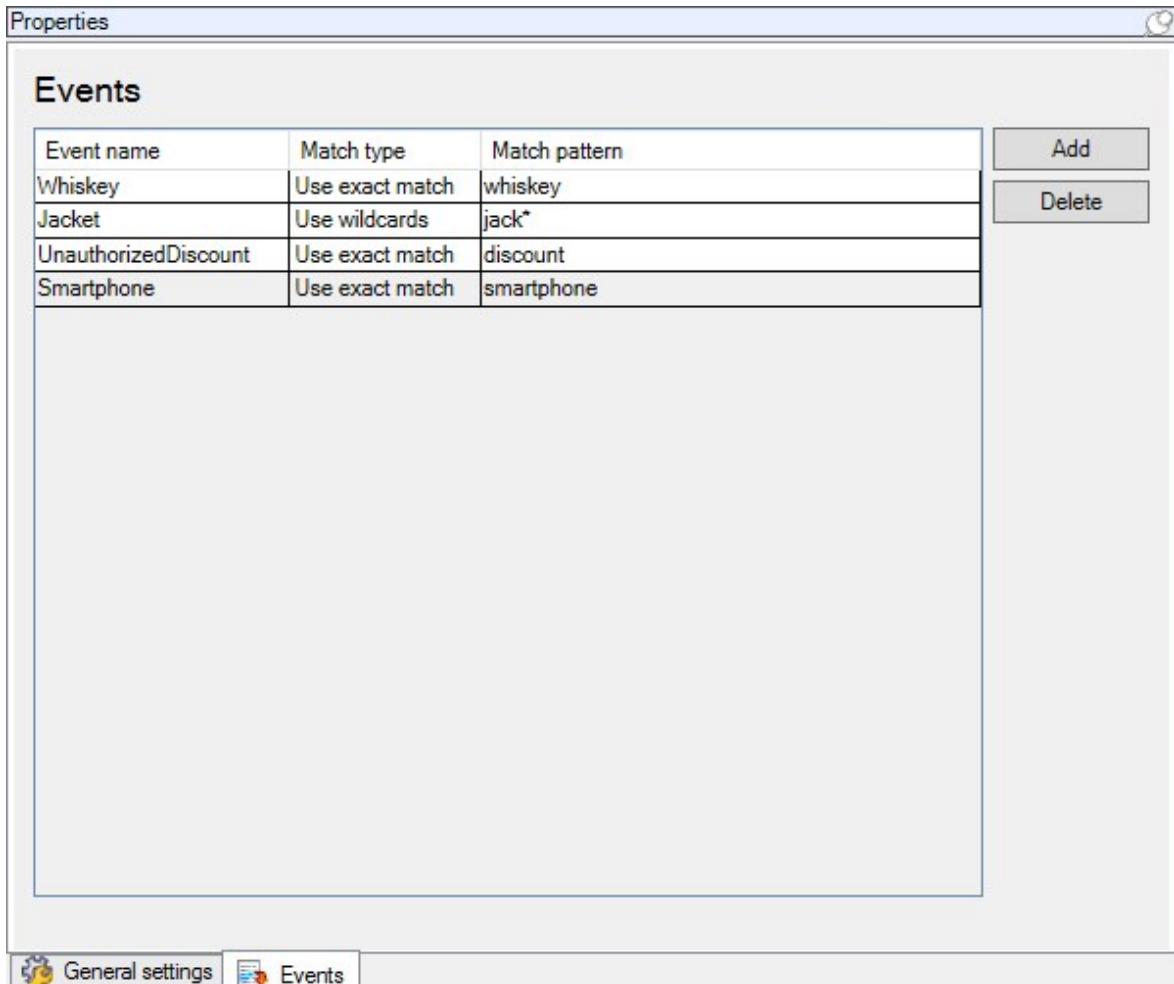 Properties
Events
Event name Match type Match pattern Add
Whiskey Use exact match whiskey
Delete
Jacket Use wildcards jack*
UnauthorizedDiscount Use exact match discount
Smartphone Use exact match smartphone
General settings Events